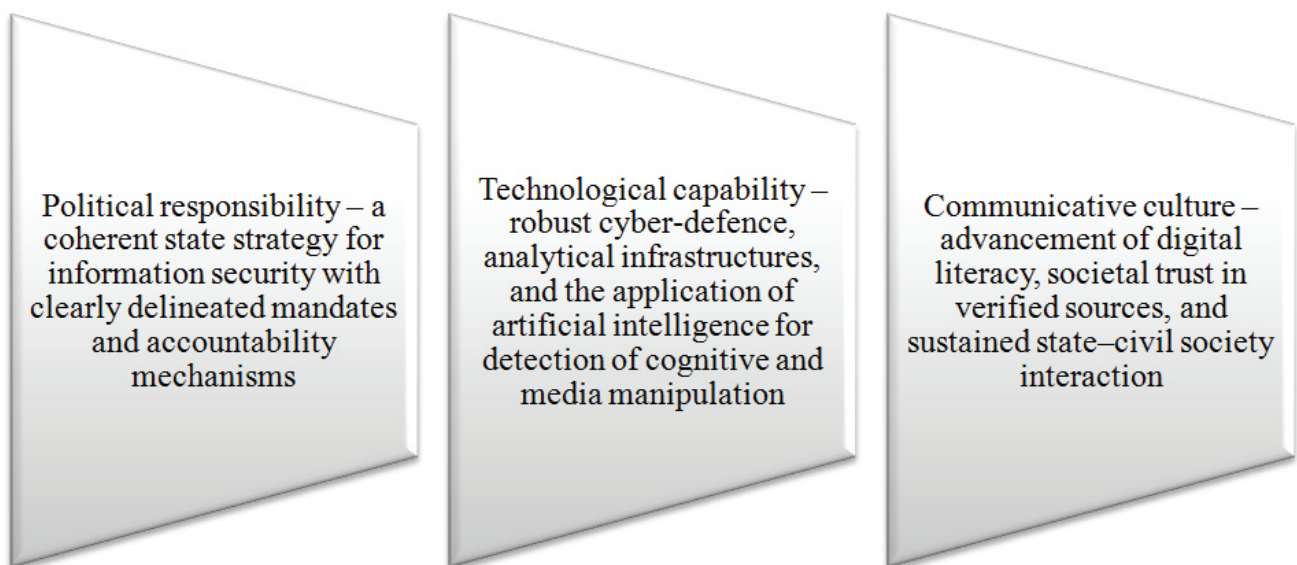 Political responsibility – a
coherent state strategy for
information security with
clearly delineated mandates
and accountability
mechanisms
Technological capability –
robust cyber-defence,
analytical infrastructures,
and the application of
artificial intelligence for
detection of cognitive and
media manipulation
Communicative culture –
advancement of digital
literacy, societal trust in
verified sources, and
sustained state–civil society
interaction